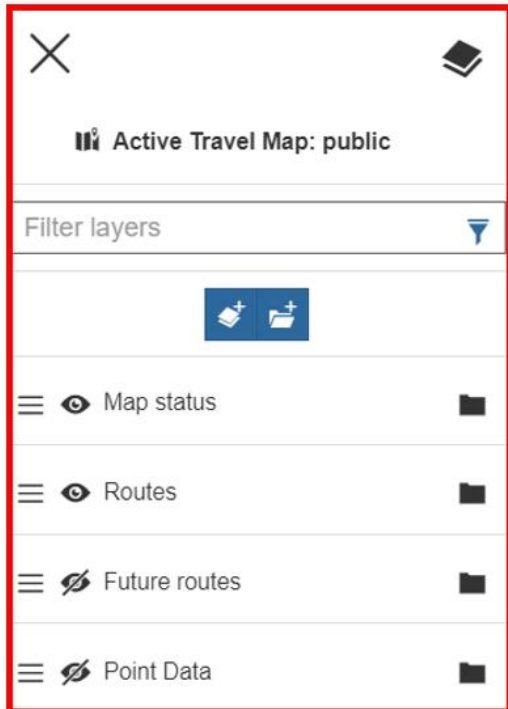 Active Travel Map: public
Filter layers
Map status
Routes
Future routes
Point Data